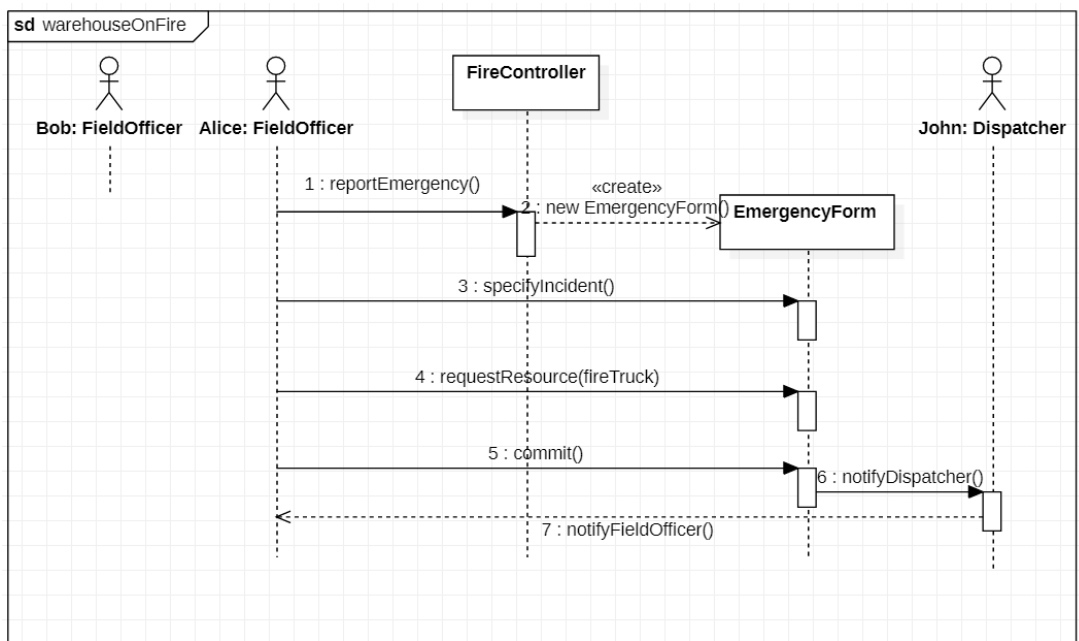 sd warehouseOnFire
FireController
Bob: FieldOfficer
Alice: FieldOfficer
John: Dispatcher
1 : reportEmergency()
«create»
2 : new EmergencyForm()
EmergencyForm
3 : specifyIncident()
4 : requestResource(fireTruck)
5 : commit()
6 : notifyDispatcher()
7 : notifyFieldOfficer()